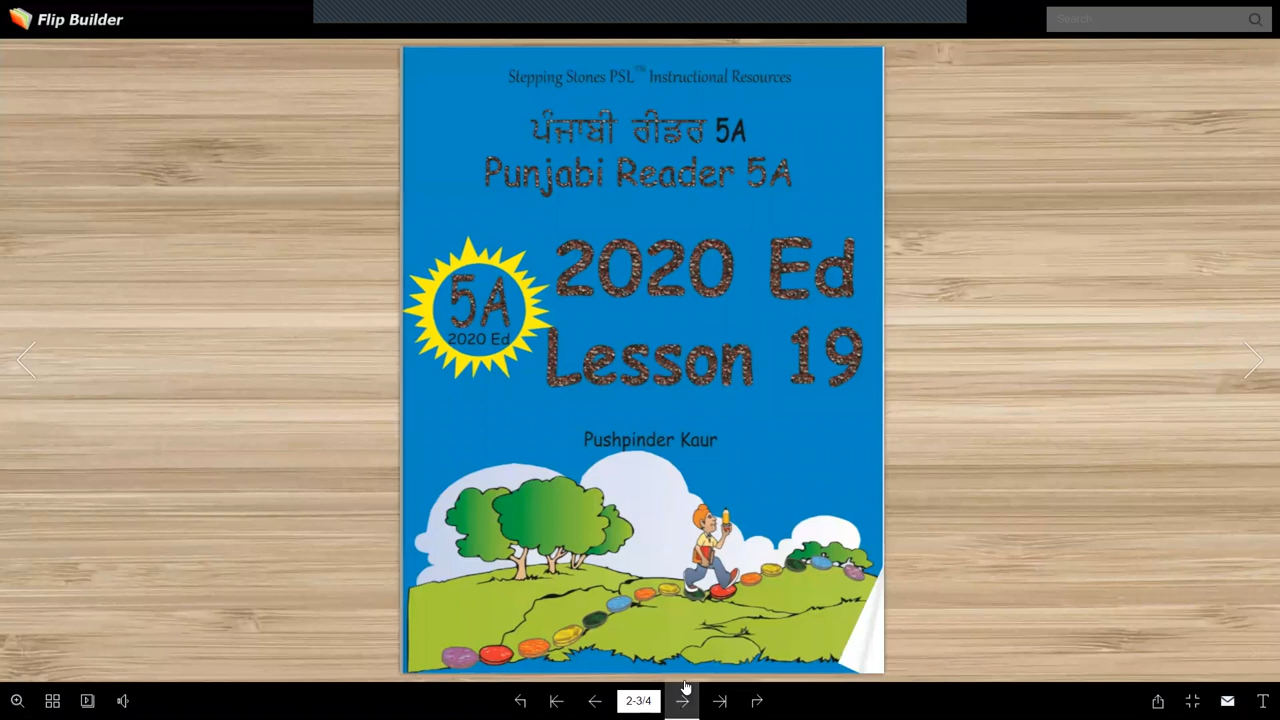 Flip Builder
Search
Stepping Stones PSL™ Instructional Resources
ਪੰਜਾਬੀ ਰੀਡਰ 5A
Punjabi Reader 5A
2020 Ed
5A
2020 Ed
Lesson 19
Pushpinder Kaur
2-3/4